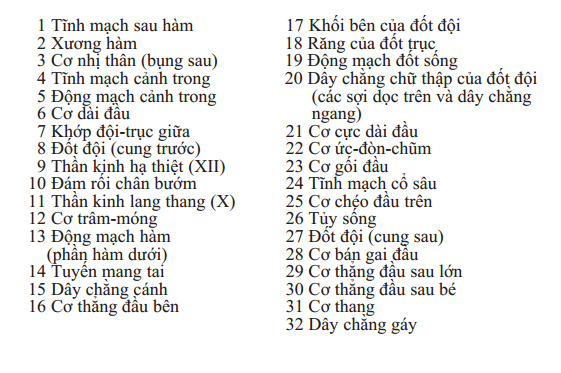 1 Tĩnh mạch sau hàm
2 Xương hàm
3 Cơ nhị thân (bụng sau)
4 Tĩnh mạch cảnh trong
5 Động mạch cảnh trong
6 Cơ dài đầu
7 Khớp đội-trục giữa
8 Đốt đội (cung trước)
9 Thần kinh hạ thiệt (XII)
10 Đám rối chân bướm
11 Thần kinh lang thang (X)
12 Cơ trâm-móng
13 Động mạch hàm
(phần hàm dưới)
14 Tuyến mang tai
15 Dây chằng cánh
16 Cơ thẳng đầu bên
17 Khối bên của đốt đội
18 Răng của đốt trục
19 Động mạch đốt sống
20 Dây chằng chữ thập của đốt đội
(các sợi dọc trên và dây chằng
ngang)
21 Cơ cực dài đầu
22 Cơ ức-đòn-chũm
23 Cơ gối đầu
24 Tĩnh mạch cổ sâu
25 Cơ chéo đầu trên
26 Tủy sống
27 Đốt đội (cung sau)
28 Cơ bán gai đầu
29 Cơ thẳng đầu sau lớn
30 Cơ thẳng đầu sau bé
31 Cơ thang
32 Dây chằng gáy